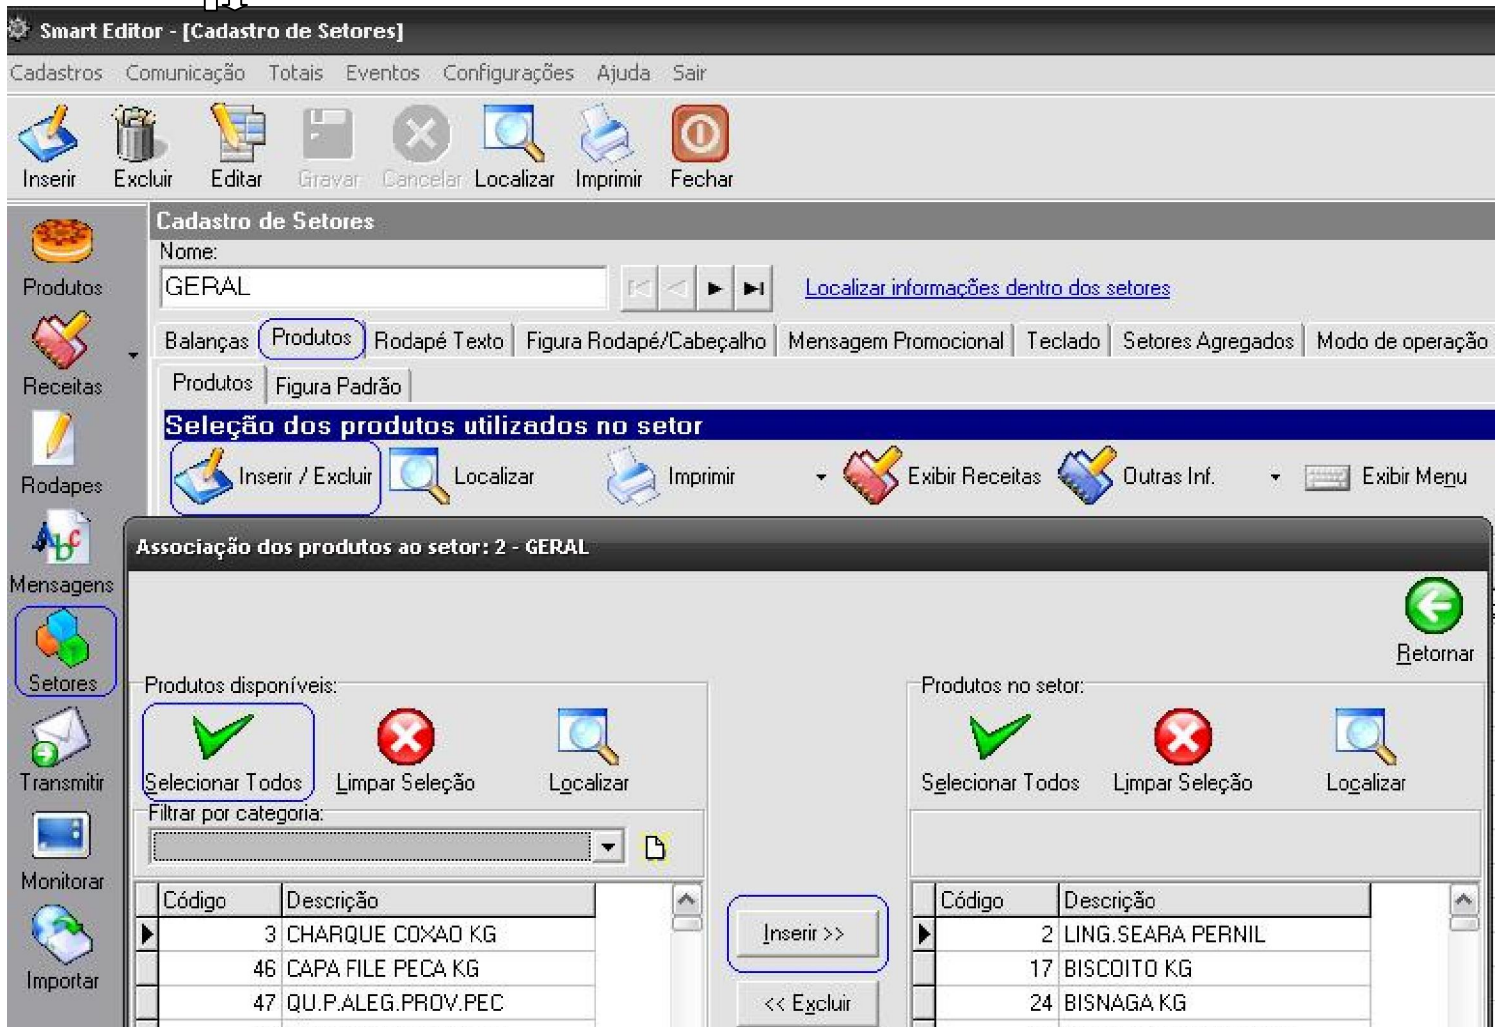 Smart Editor - [Cadastro de Setores]
Cadastros Comunicação Totais Eventos Configurações Ajuda Sair
Inserir Excluir Editar Gravar Cancelar Localizar Imprimir Fechar
Cadastro de Setores
Nome:
GERAL
Localizar informações dentro dos setores
Balanças Produtos Rodapé Texto Figura Rodapé/Cabeçalho Mensagem Promocional Teclado Setores Agregados Modo de operação
Produtos Figura Padrão
Seleção dos produtos utilizados no setor
Inserir / Excluir Localizar Imprimir Exibir Receitas Outras Inf. Exibir Menu
Produtos
Receitas
Rodapes
Mensagens
Setores
Transmitir
Monitorar
Importar
Associação dos produtos ao setor: 2 - GERAL
Retornar
Produtos disponíveis:
Selecionar Todos Limpar Seleção Localizar
Filtrar por categoria:
Código Descrição
3 CHARQUE COXAO KG
46 CAPA FILE PECA KG
47 QU.P.ALEG.PROV.PEC
Inserir >>
<< Excluir
Produtos no setor:
Selecionar Todos Limpar Seleção Localizar
Código Descrição
2 LING.SEARA PERNIL
17 BISCOITO KG
24 BISNAGA KG